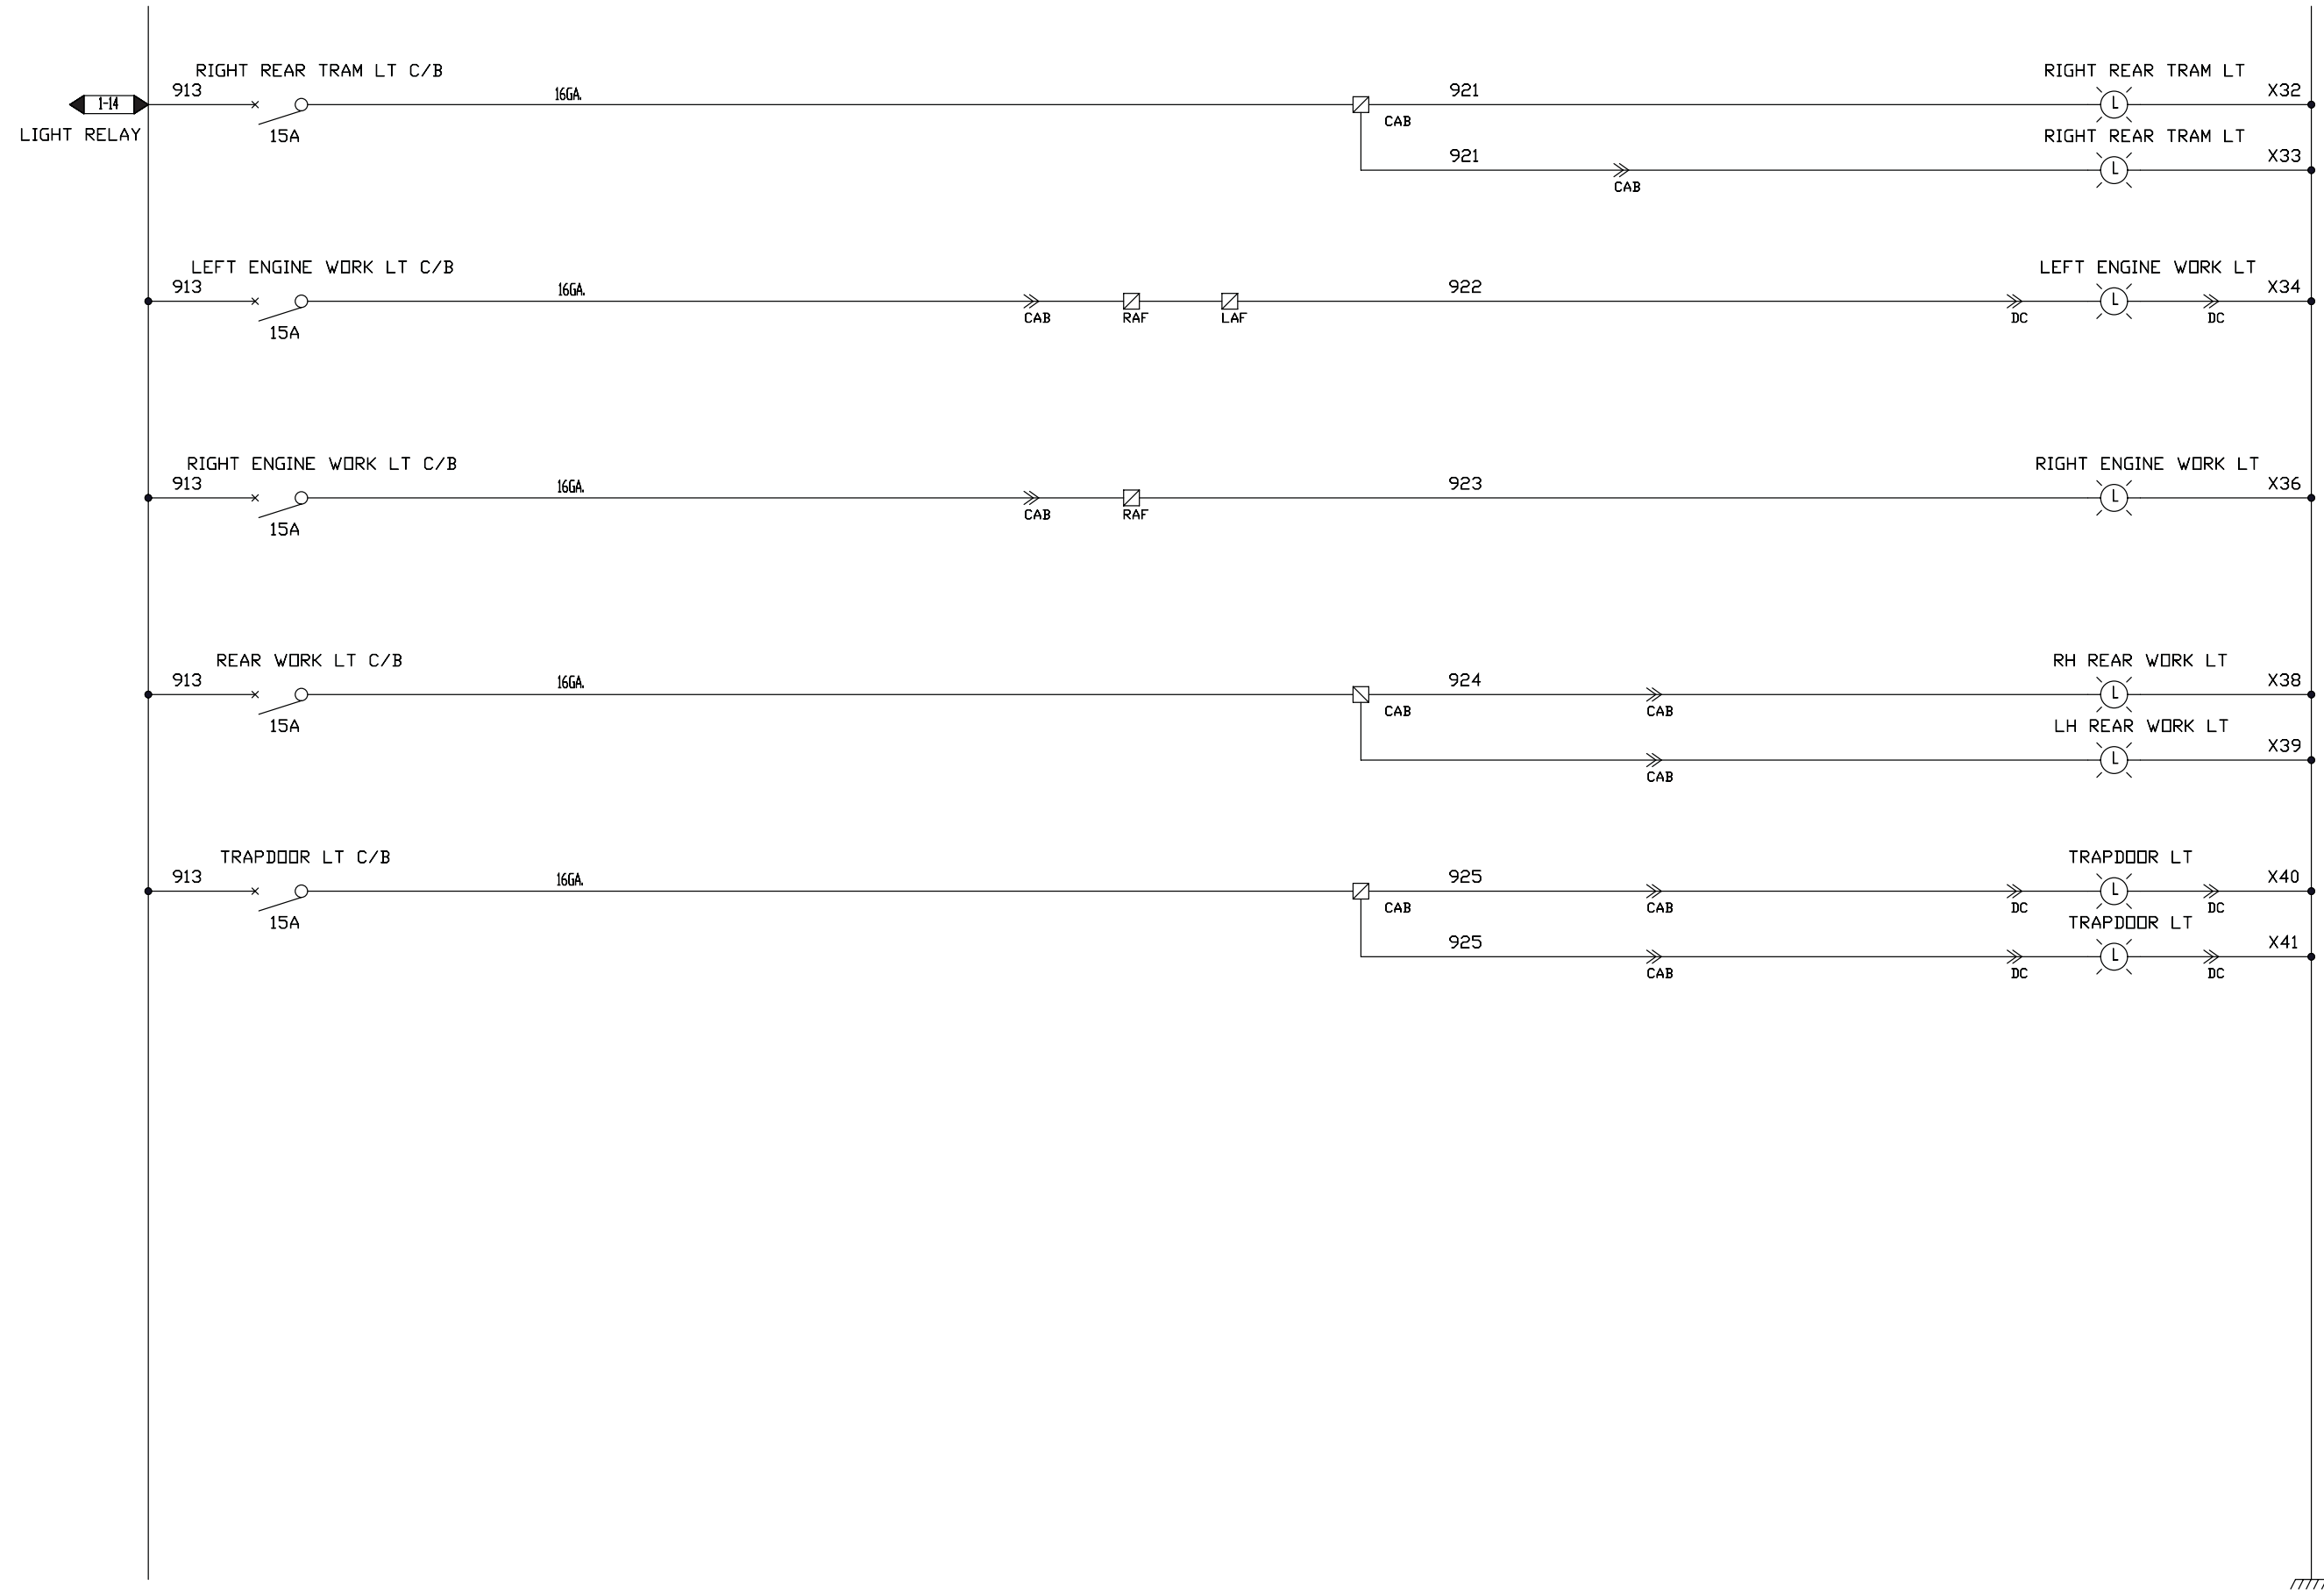 RIGHT REAR TRAM LT C/B RIGHT REAR TRAM LT
913 16GA. 921 X32
1-14 L
CAB
LIGHT RELAY 15A RIGHT REAR TRAM LT
921 X33
L
CAB
LEFT ENGINE WORK LT C/B LEFT ENGINE WORK LT
913 16GA. 922 X34
L
15A CAB RAF LAF DC DC
RIGHT ENGINE WORK LT C/B RIGHT ENGINE WORK LT
913 16GA. 923 X36
L
15A CAB RAF
REAR WORK LT C/B RH REAR WORK LT
913 16GA. 924 X38
L
CAB CAB
15A LH REAR WORK LT
X39
L
CAB
TRAPDOOR LT C/B TRAPDOOR LT
913 16GA. 925 X40
L
CAB CAB DC DC
15A TRAPDOOR LT
925 X41
L
CAB DC DC